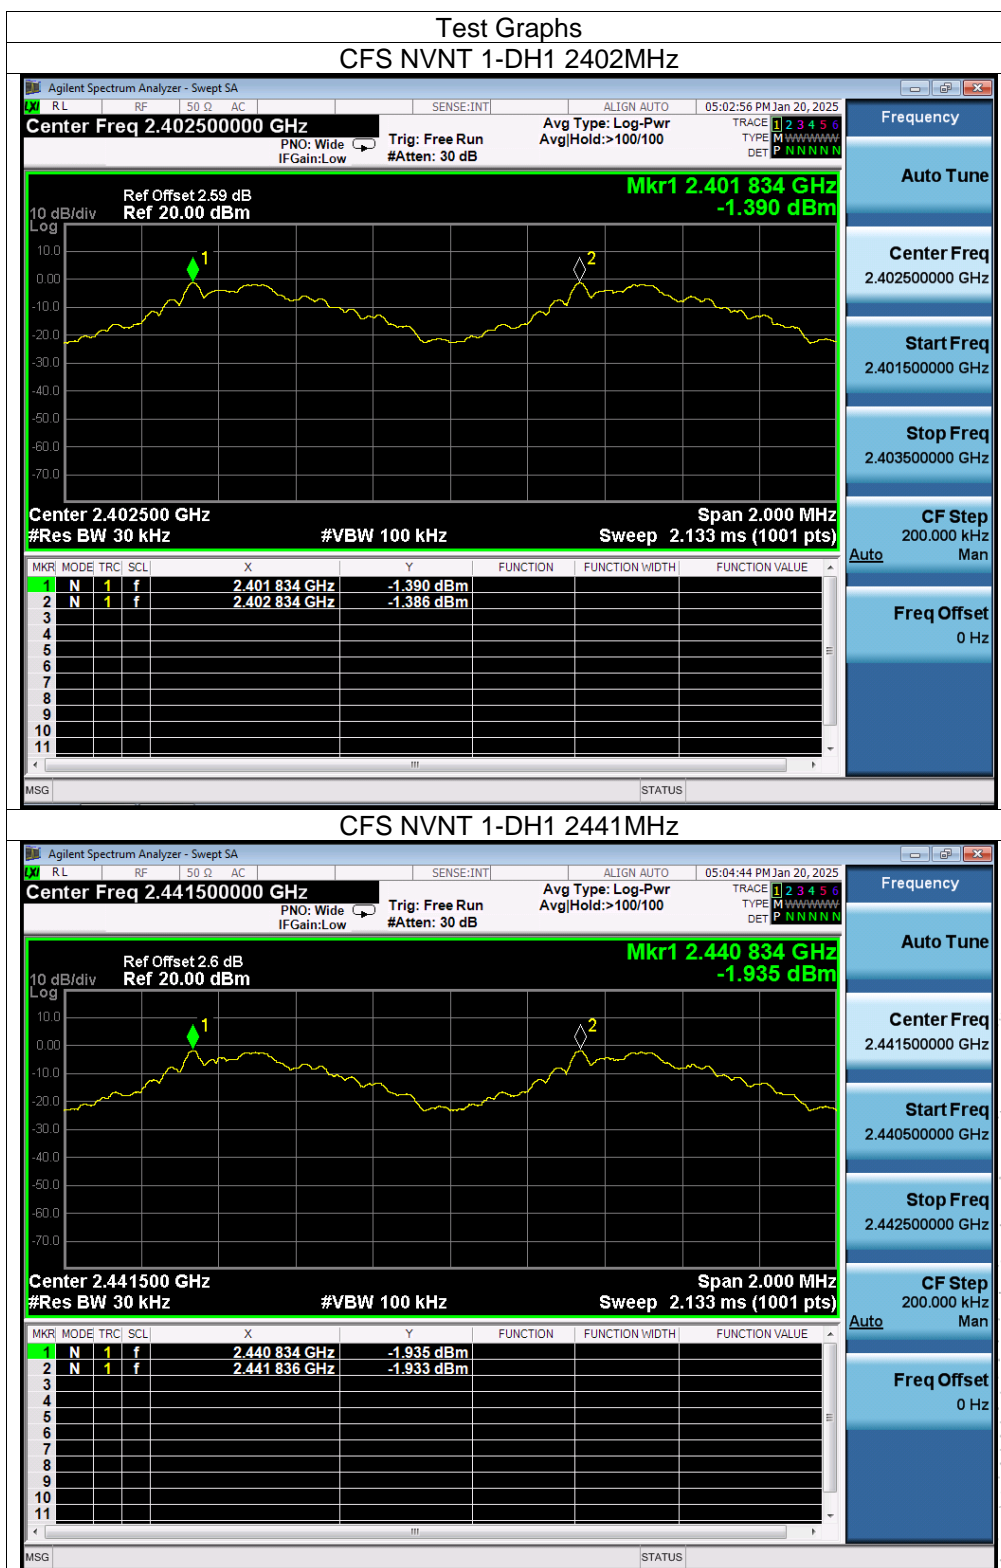 Test Graphs
CFS NVNT 1-DH1 2402MHz
Agilent Spectrum Analyzer - Swept SA
LXI RL RF 50 Ω AC SENSE:INT ALIGN AUTO 05:02:56 PM Jan 20, 2025
Center Freq 2.402500000 GHz
PNO: Wide
IFGain:Low
Trig: Free Run
#Atten: 30 dB
Avg Type: Log-Pwr
Avg|Hold:>100/100
TRACE 1 2 3 4 5 6
TYPE M WWWWW
DET P NNNNN
Frequency
Auto Tune
Center Freq
2.402500000 GHz
Start Freq
2.401500000 GHz
Stop Freq
2.403500000 GHz
CF Step
200.000 kHz
Auto Man
Freq Offset
0 Hz
Mkr1 2.401 834 GHz
-1.390 dBm
Ref Offset 2.59 dB
10 dB/div Ref 20.00 dBm
Log
10.0
0.00
-10.0
-20.0
-30.0
-40.0
-50.0
-60.0
-70.0
1
2
Center 2.402500 GHz Span 2.000 MHz
#Res BW 30 kHz #VBW 100 kHz Sweep 2.133 ms (1001 pts)
MKR MODE TRC SCL X Y FUNCTION FUNCTION WIDTH FUNCTION VALUE
1 N 1 f 2.401 834 GHz -1.390 dBm
2 N 1 f 2.402 834 GHz -1.386 dBm
3
4
5
6
7
8
9
10
11
MSG STATUS
CFS NVNT 1-DH1 2441MHz
Agilent Spectrum Analyzer - Swept SA
LXI RL RF 50 Ω AC SENSE:INT ALIGN AUTO 05:04:44 PM Jan 20, 2025
Center Freq 2.441500000 GHz
PNO: Wide
IFGain:Low
Trig: Free Run
#Atten: 30 dB
Avg Type: Log-Pwr
Avg|Hold:>100/100
TRACE 1 2 3 4 5 6
TYPE M WWWWW
DET P NNNNN
Frequency
Auto Tune
Center Freq
2.441500000 GHz
Start Freq
2.440500000 GHz
Stop Freq
2.442500000 GHz
CF Step
200.000 kHz
Auto Man
Freq Offset
0 Hz
Mkr1 2.440 834 GHz
-1.935 dBm
Ref Offset 2.6 dB
10 dB/div Ref 20.00 dBm
Log
10.0
0.00
-10.0
-20.0
-30.0
-40.0
-50.0
-60.0
-70.0
1
2
Center 2.441500 GHz Span 2.000 MHz
#Res BW 30 kHz #VBW 100 kHz Sweep 2.133 ms (1001 pts)
MKR MODE TRC SCL X Y FUNCTION FUNCTION WIDTH FUNCTION VALUE
1 N 1 f 2.440 834 GHz -1.935 dBm
2 N 1 f 2.441 836 GHz -1.933 dBm
3
4
5
6
7
8
9
10
11
MSG STATUS